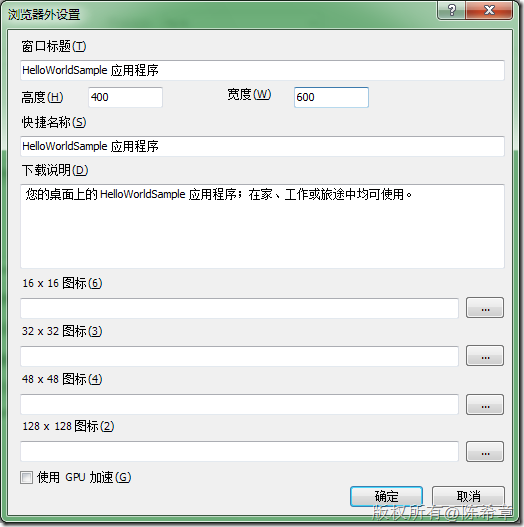 浏览器外设置
窗口标题(T)
HelloWorldSample 应用程序
高度(H) 400 宽度(W) 600
快捷名称(S)
HelloWorldSample 应用程序
下载说明(D)
您的桌面上的 HelloWorldSample 应用程序；在家、工作或旅途中均可使用。
16 x 16 图标(6)
...
32 x 32 图标(3)
...
48 x 48 图标(4)
...
128 x 128 图标(2)
...
使用 GPU 加速(G)
确定 取消
版权所有@陈希章